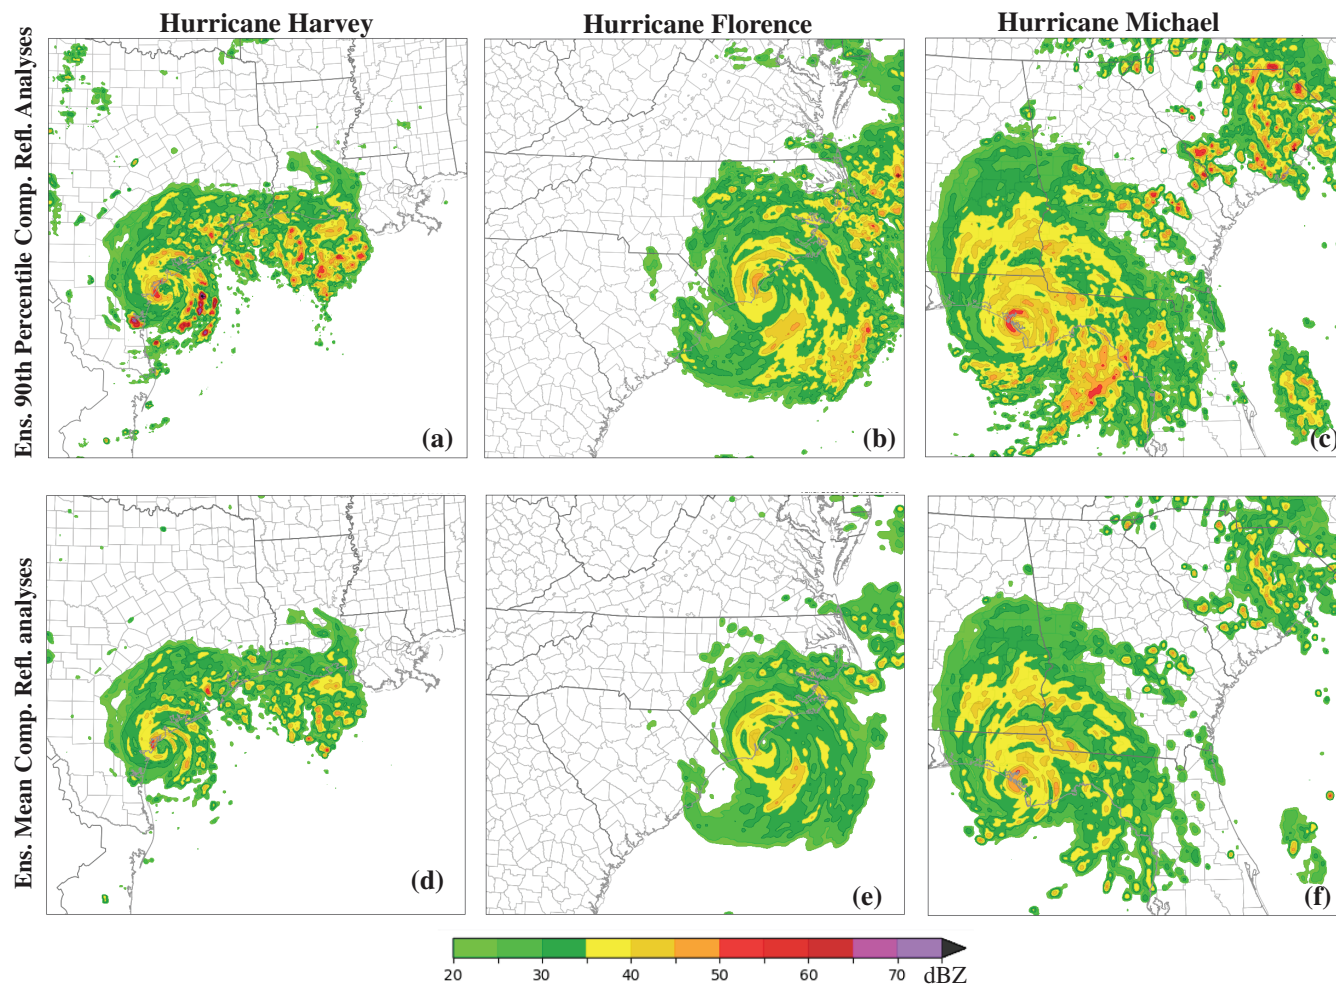 Hurricane Harvey
Hurricane Florence
Hurricane Michael
Ens. 90th Percentile Comp. Refl. Analyses
(a)
(b)
(c)
Ens. Mean Comp. Refl. analyses
(d)
(e)
(f)
20 30 40 50 60 70 dBZ